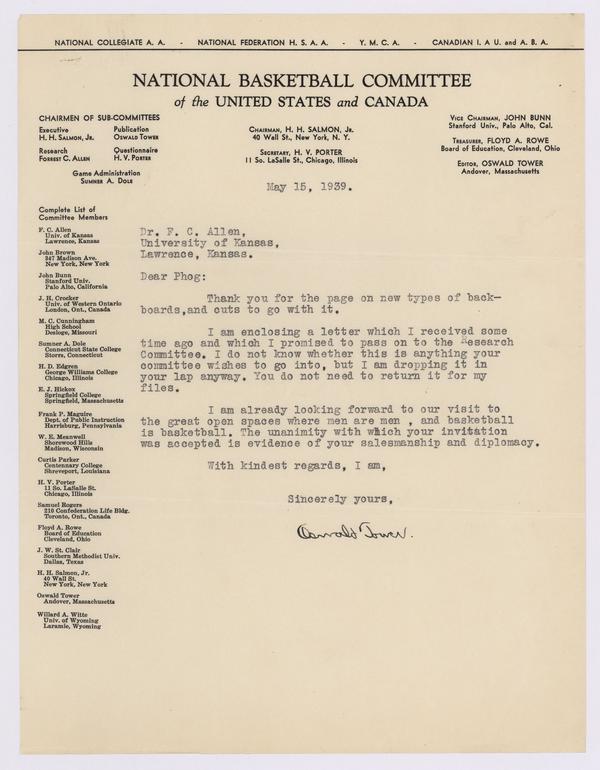 NATIONAL COLLEGIATE A. A. - NATIONAL FEDERATION H. S. A. A. - Y. M. C. A. - CANADIAN I. A U. and A. B. A.
NATIONAL BASKETBALL COMMITTEE
of the UNITED STATES and CANADA
CHAIRMEN OF SUB-COMMITTEES
Executive
H. H. SALMON, JR.
Publication
OSWALD TOWER
Research
FORREST C. ALLEN
Questionnaire
H. V. PORTER
Game Administration
SUMNER A. DOLE
CHAIRMAN, H. H. SALMON, JR.
40 Wall St., New York, N. Y.
SECRETARY, H. V. PORTER
11 So. LaSalle St., Chicago, Illinois
VICE CHAIRMAN, JOHN BUNN
Stanford Univ., Palo Alto, Cal.
TREASURER, FLOYD A. ROWE
Board of Education, Cleveland, Ohio
EDITOR, OSWALD TOWER
Andover, Massachusetts
May 15, 1939.
Complete List of
Committee Members
F. C. Allen
Univ. of Kansas
Lawrence, Kansas
John Brown
347 Madison Ave.
New York, New York
John Bunn
Stanford Univ.
Palo Alto, California
J. H. Crocker
Univ. of Western Ontario
London, Ont., Canada
M. C. Cunningham
High School
Desloge, Missouri
Sumner A. Dole
Connecticut State College
Storrs, Connecticut
H. D. Edgren
George Williams College
Chicago, Illinois
E. J. Hickox
Springfield College
Springfield, Massachusetts
Frank P. Maguire
Dept. of Public Instruction
Harrisburg, Pennsylvania
W. E. Meanwell
Shorewood Hills
Madison, Wisconsin
Curtis Parker
Centennary College
Shreveport, Louisiana
H. V. Porter
11 So. LaSalle St.
Chicago, Illinois
Samuel Rogers
210 Confederation Life Bldg.
Toronto, Ont., Canada
Floyd A. Rowe
Board of Education
Cleveland, Ohio
J. W. St. Clair
Southern Methodist Univ.
Dallas, Texas
H. H. Salmon, Jr.
40 Wall St.
New York, New York
Oswald Tower
Andover, Massachusetts
Willard A. Witte
Univ. of Wyoming
Laramie, Wyoming
Dr. F. C. Allen,
University of Kansas,
Lawrence, Kansas.
Dear Phog:
Thank you for the page on new types of back-
boards,and cuts to go with it.
I am enclosing a letter which I received some
time ago and which I promised to pass on to the Research
Committee. I do not know whether this is anything your
committee wishes to go into, but I am dropping it in
your lap anyway. You do not need to return it for my
files.
I am already looking forward to our visit to
the great open spaces where men are men , and basketball
is basketball. The unanimity with which your invitation
was accepted is evidence of your salesmanship and diplomacy.
With kindest regards, I am,
Sincerely yours,
Oswald Tower.